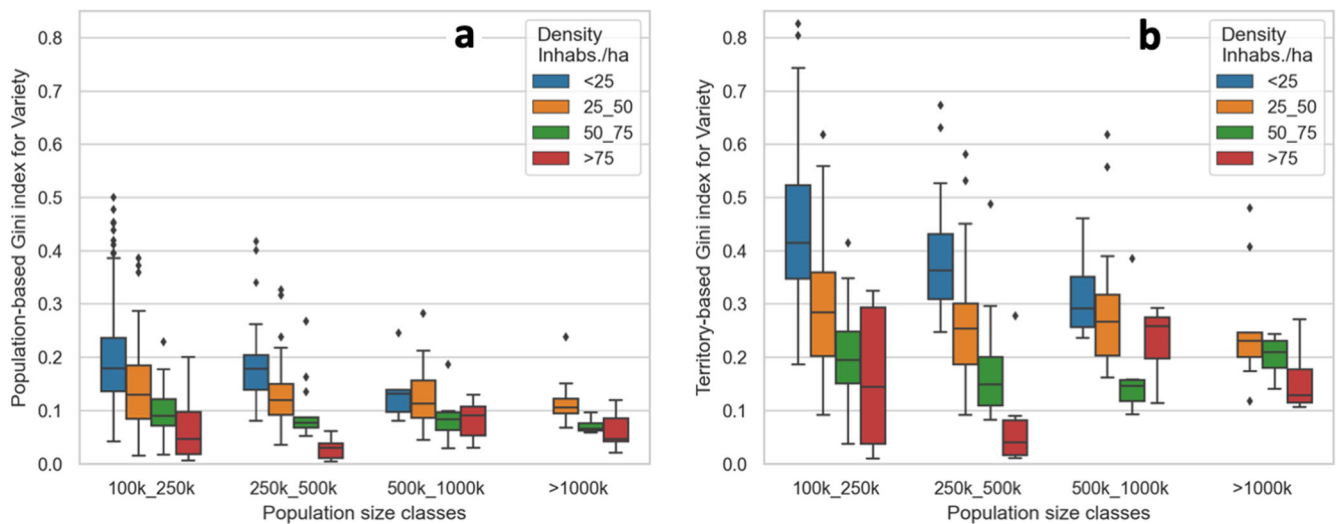 a
Density
Inhabs./ha
<25
25_50
50_75
>75
Population-based Gini index for Variety
0.8
0.7
0.6
0.5
0.4
0.3
0.2
0.1
0.0
100k_250k 250k_500k 500k_1000k >1000k
Population size classes
b
Density
Inhabs./ha
<25
25_50
50_75
>75
Territory-based Gini index for Variety
0.8
0.7
0.6
0.5
0.4
0.3
0.2
0.1
0.0
100k_250k 250k_500k 500k_1000k >1000k
Population size classes